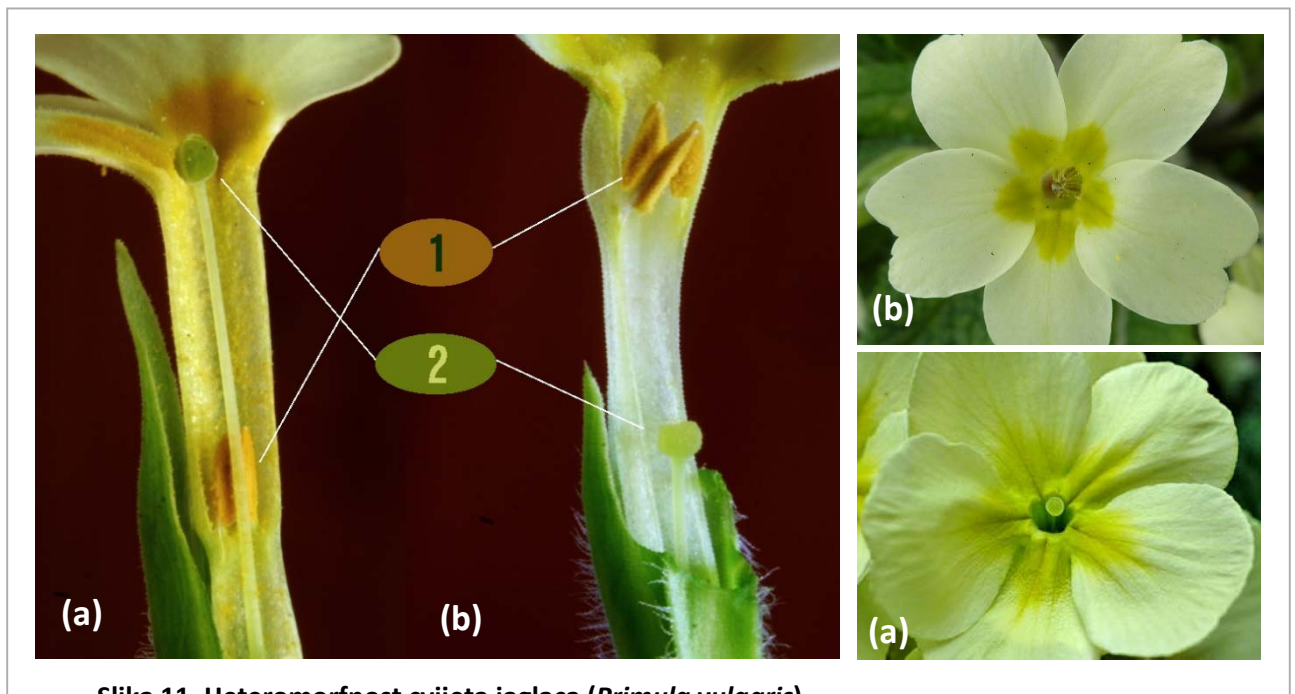 1
2
(a) (b)
(b)
(a)
Slika 11. Heteromorfnost cvijeta jaglaca (Primula vulgaris)